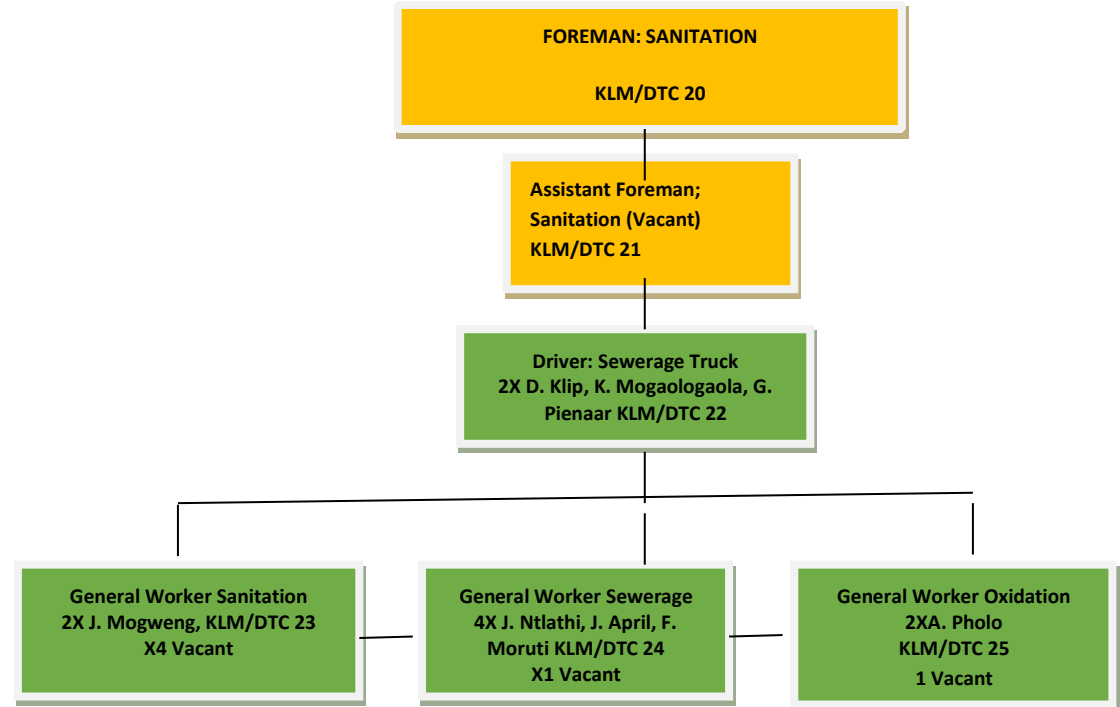 FOREMAN: SANITATION
KLM/DTC 20
Assistant Foreman;
Sanitation (Vacant)
KLM/DTC 21
Driver: Sewerage Truck
2X D. Klip, K. Mogaologaola, G.
Pienaar KLM/DTC 22
General Worker Sanitation
2X J. Mogweng, KLM/DTC 23
X4 Vacant
General Worker Sewerage
4X J. Ntlathi, J. April, F.
Moruti KLM/DTC 24
X1 Vacant
General Worker Oxidation
2XA. Pholo
KLM/DTC 25
1 Vacant